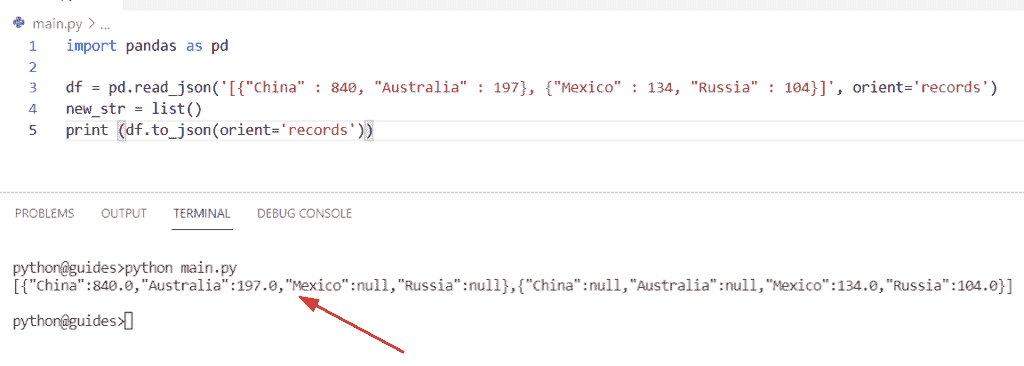 main.py > ...
1 import pandas as pd
2
3 df = pd.read_json('[{"China" : 840, "Australia" : 197}, {"Mexico" : 134, "Russia" : 104}]', orient='records')
4 new_str = list()
5 print (df.to_json(orient='records'))
PROBLEMS OUTPUT TERMINAL DEBUG CONSOLE
python@guides>python main.py
[{"China":840.0,"Australia":197.0,"Mexico":null,"Russia":null},{"China":null,"Australia":null,"Mexico":134.0,"Russia":104.0}]
python@guides>